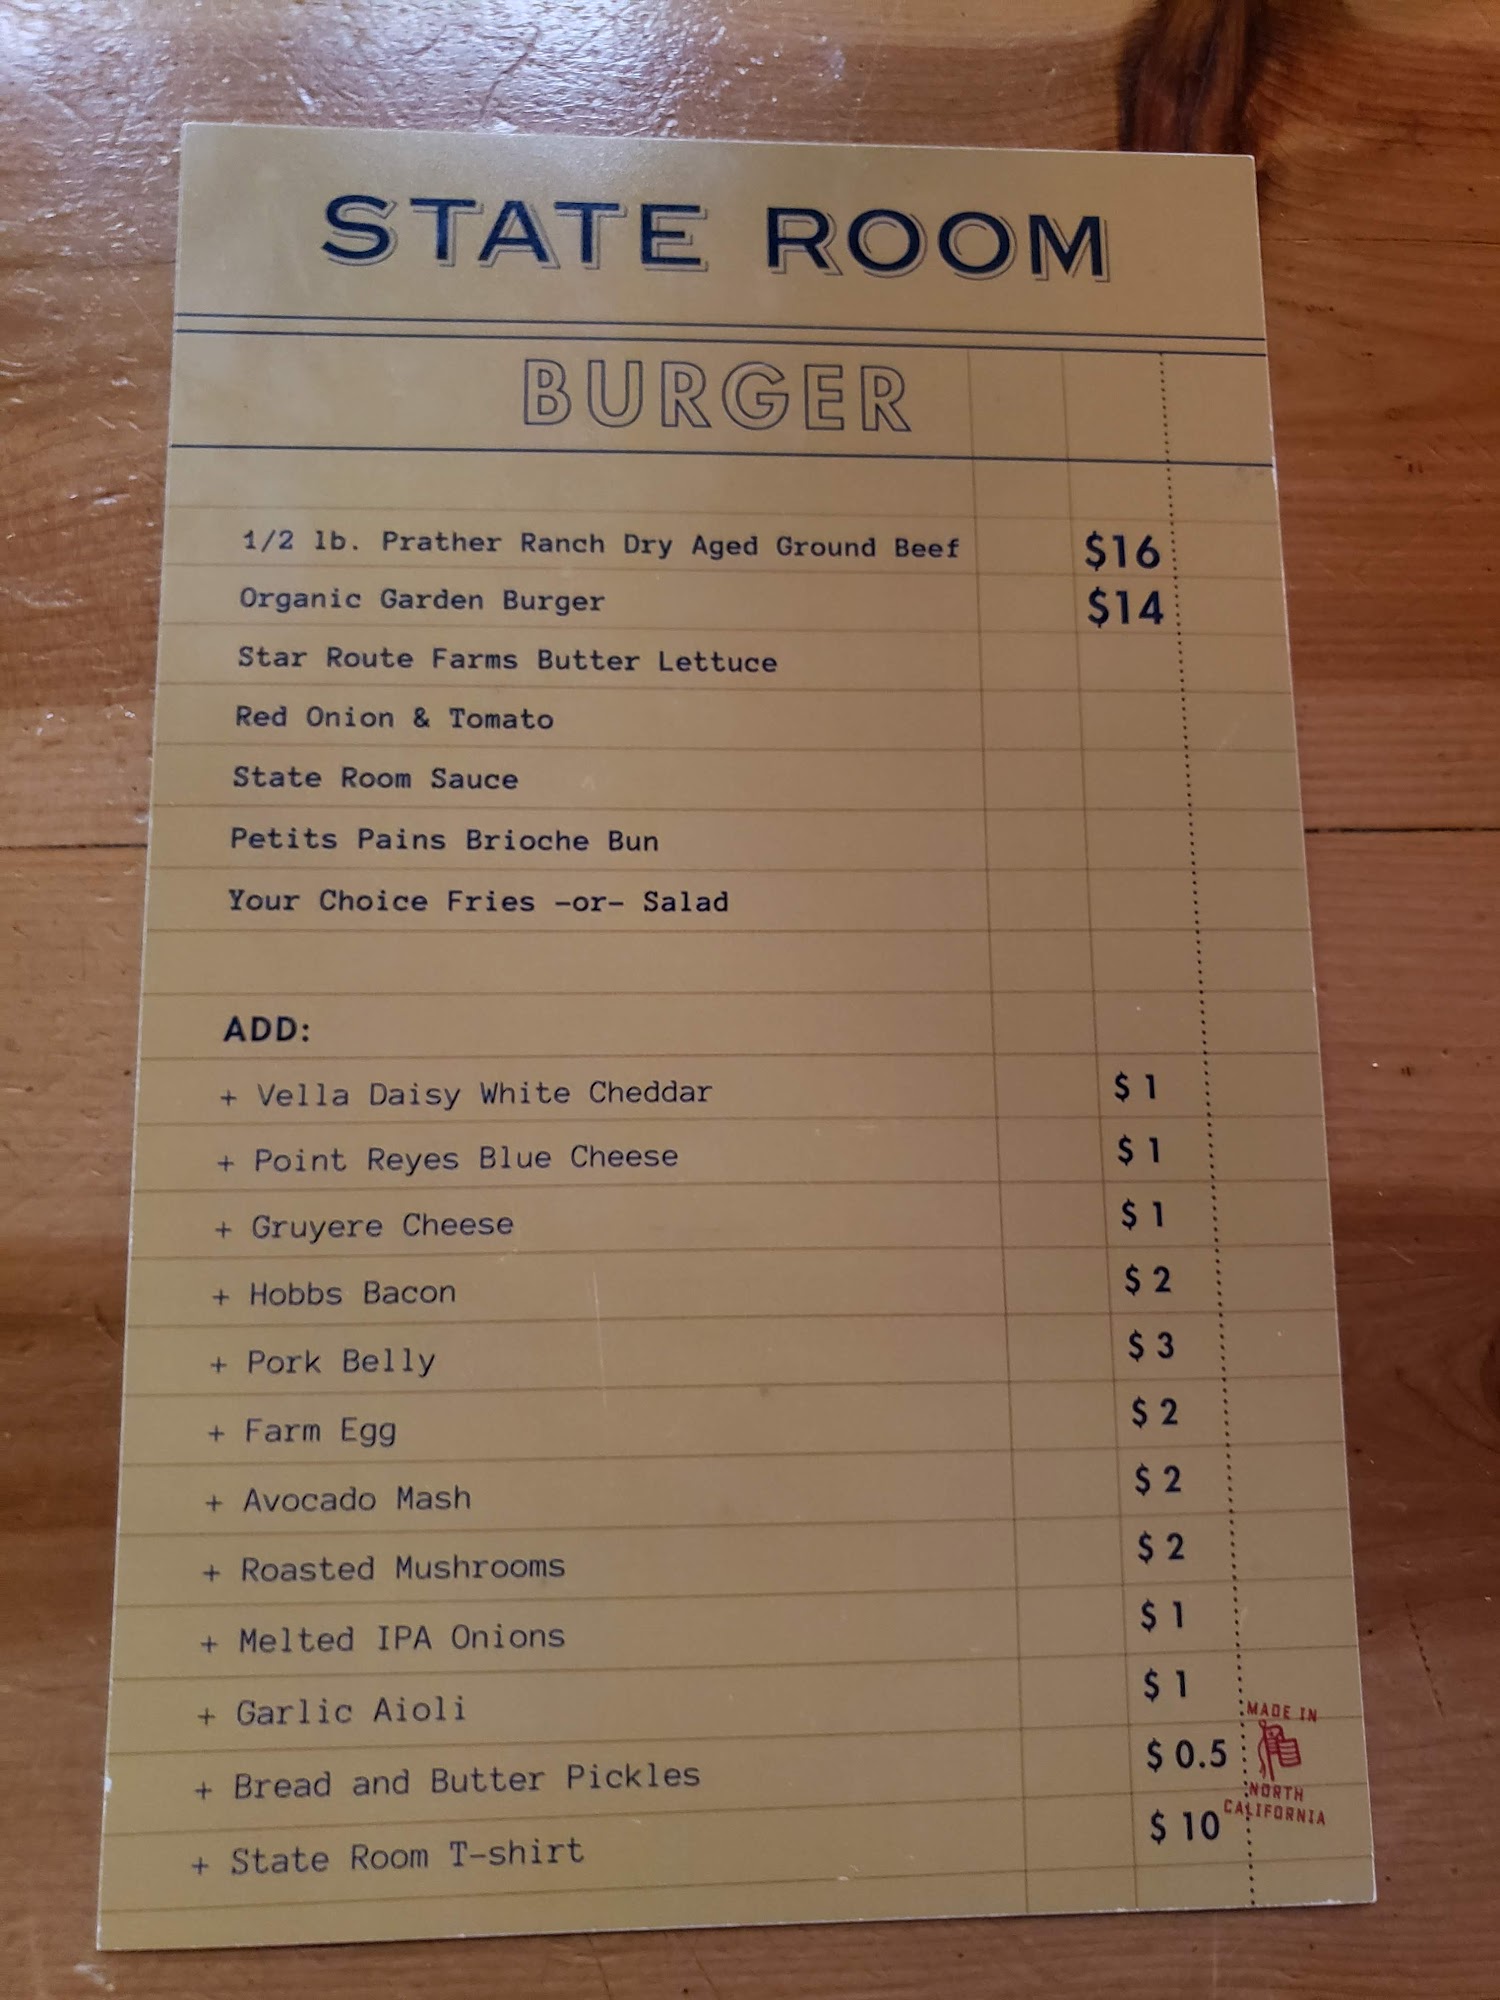 STATE ROOM
BURGER
1/2 lb. Prather Ranch Dry Aged Ground Beef $16
Organic Garden Burger $14
Star Route Farms Butter Lettuce
Red Onion & Tomato
State Room Sauce
Petits Pains Brioche Bun
Your Choice Fries -or- Salad
ADD:
+ Vella Daisy White Cheddar $ 1
+ Point Reyes Blue Cheese $ 1
+ Gruyere Cheese $ 1
+ Hobbs Bacon $ 2
+ Pork Belly $ 3
+ Farm Egg $ 2
+ Avocado Mash $ 2
+ Roasted Mushrooms $ 2
+ Melted IPA Onions $ 1
+ Garlic Aioli $ 1
+ Bread and Butter Pickles $ 0.5
+ State Room T-shirt $ 10
MADE IN
NORTH
CALIFORNIA